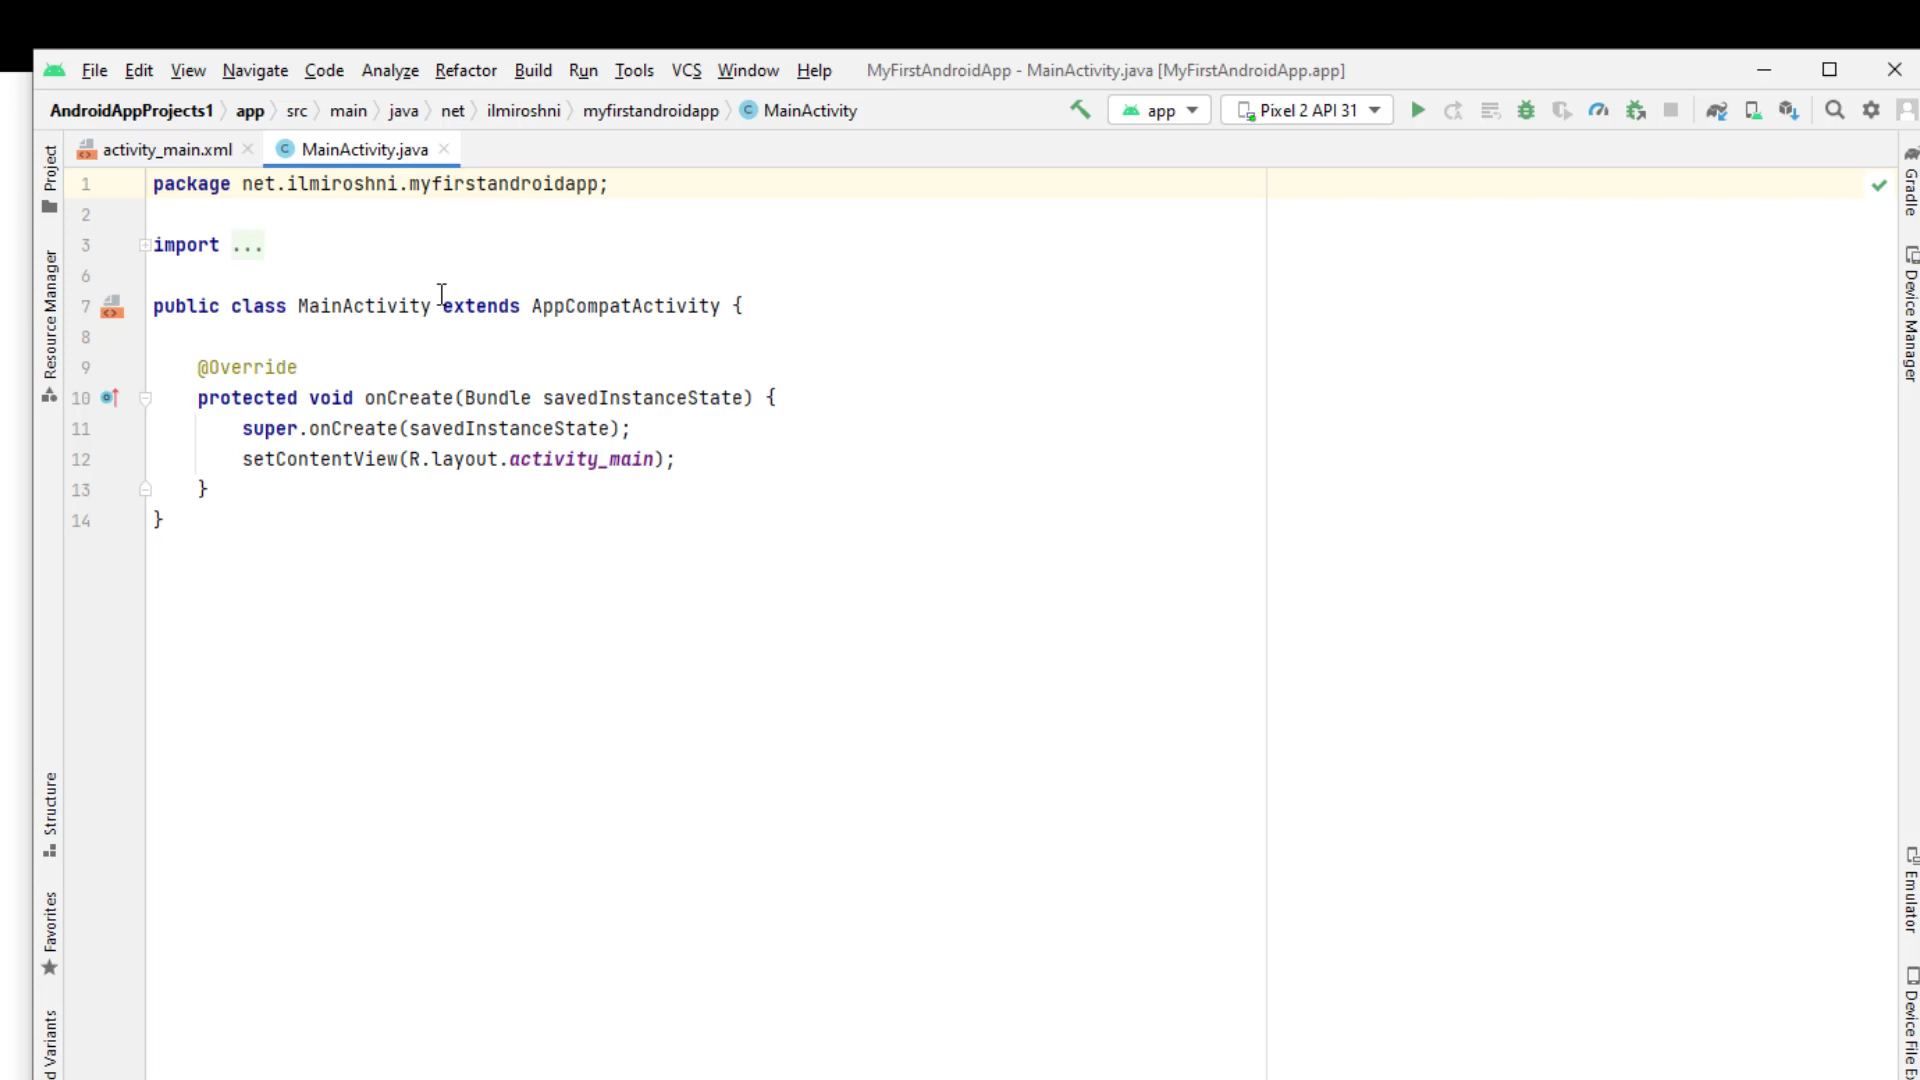 File Edit View Navigate Code Analyze Refactor Build Run Tools VCS Window Help MyFirstAndroidApp - MainActivity.java [MyFirstAndroidApp.app]
AndroidAppProjects1 app src main java net ilmiroshni myfirstandroidapp MainActivity app Pixel 2 API 31
activity_main.xml MainActivity.java
1 package net.ilmiroshni.myfirstandroidapp;
2
3 import ...
6
7 public class MainActivity extends AppCompatActivity {
8
9 @Override
10 protected void onCreate(Bundle savedInstanceState) {
11 super.onCreate(savedInstanceState);
12 setContentView(R.layout.activity_main);
13 }
14 }
Project
Resource Manager
Structure
Favorites
d Variants
Gradle
Device Manager
Emulator
Device File Ex